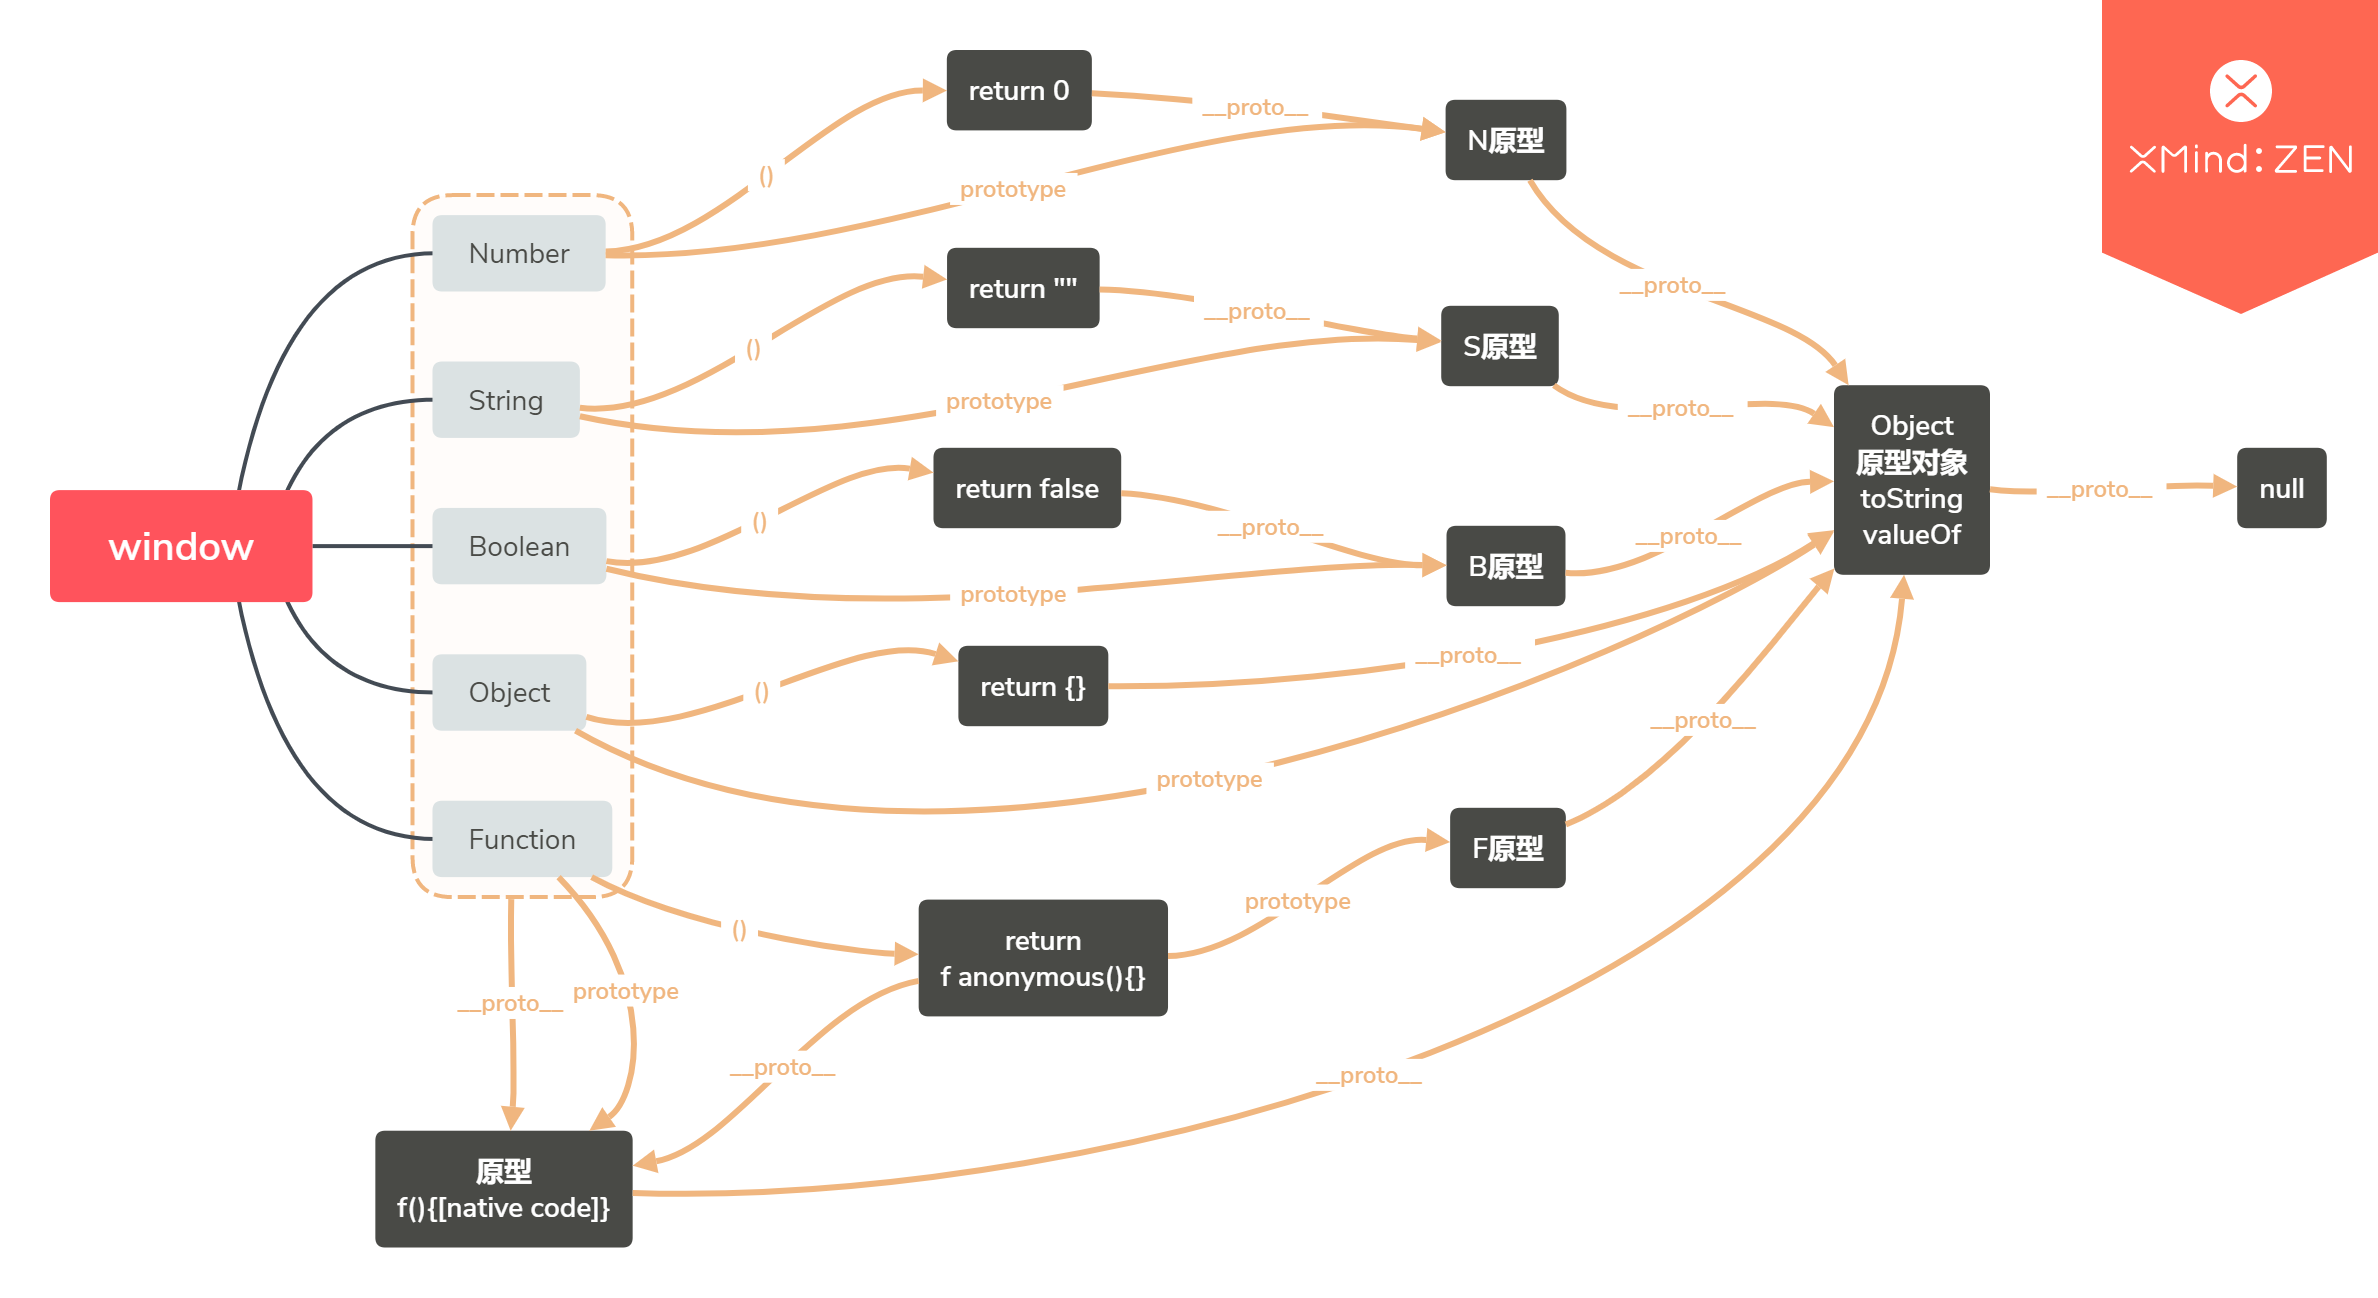 window
Number
String
Boolean
Object
Function
()
return 0
__proto__
prototype
N原型
__proto__
()
return ""
__proto__
prototype
S原型
__proto__
()
return false
__proto__
prototype
B原型
__proto__
()
return {}
__proto__
prototype
Object
原型对象
toString
valueOf
__proto__
null
()
return
f anonymous(){}
prototype
F原型
__proto__
__proto__
__proto__
prototype
原型
f(){[native code]}
__proto__
XMind: ZEN